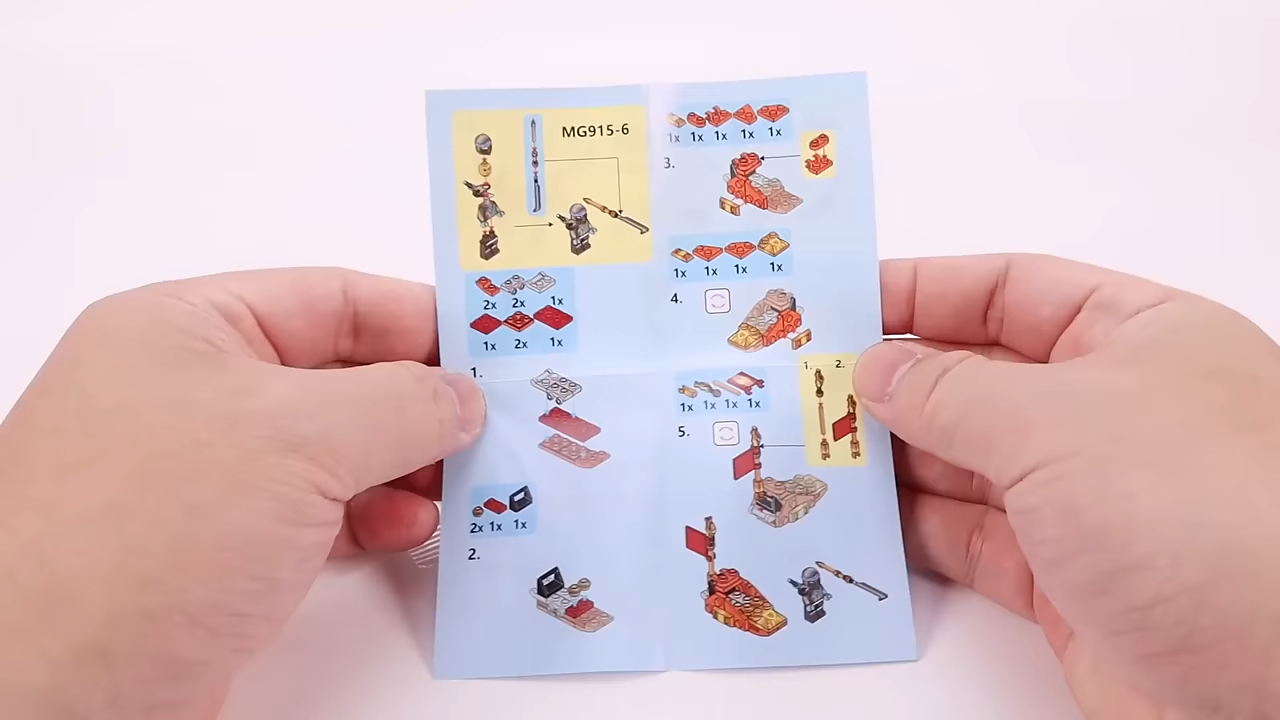 MG915-6
2x 2x 1x
1x 2x 1x
1.
2x 1x 1x
2.
1x 1x 1x 1x 1x
3.
1x 1x 1x 1x
4.
1x 1x 1x 1x
5.
1. 2.